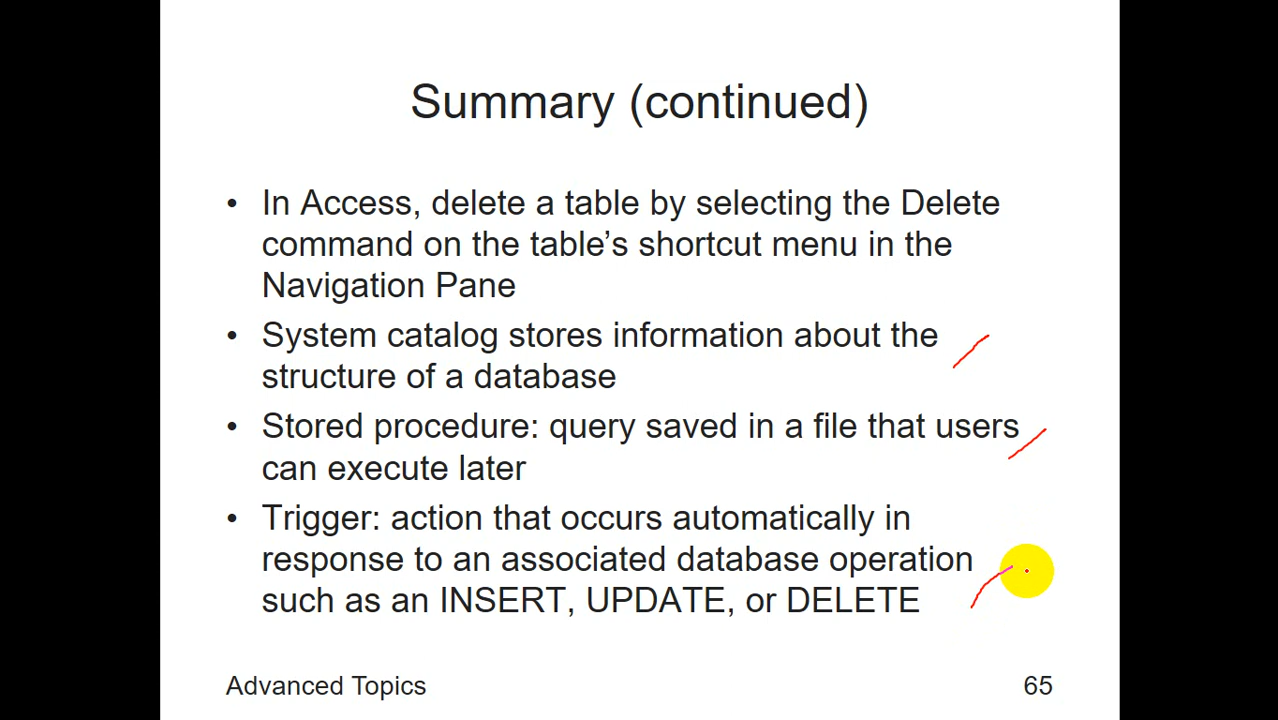 Summary (continued)
• In Access, delete a table by selecting the Delete
command on the table’s shortcut menu in the
Navigation Pane
• System catalog stores information about the
structure of a database
• Stored procedure: query saved in a file that users
can execute later
• Trigger: action that occurs automatically in
response to an associated database operation
such as an INSERT, UPDATE, or DELETE
Advanced Topics 65